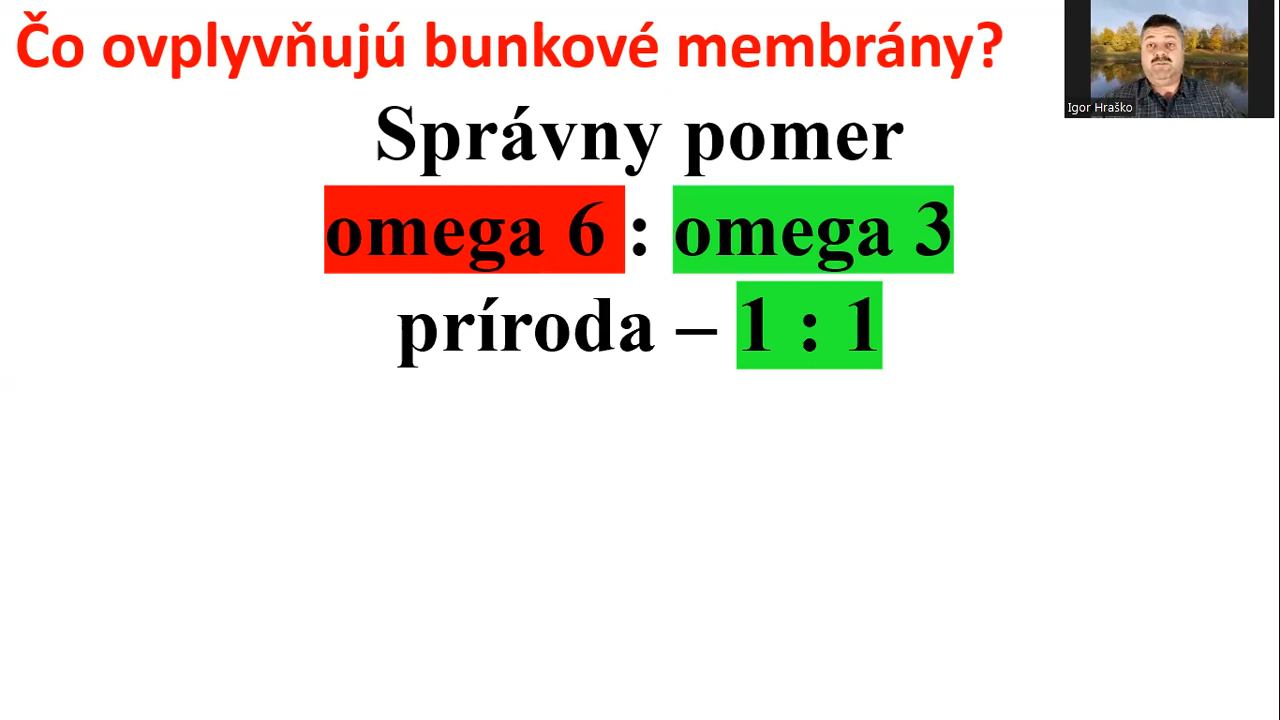 Čo ovplyvňujú bunkové membrány?
Igor Hraško
Správny pomer
omega 6 : omega 3
príroda – 1 : 1